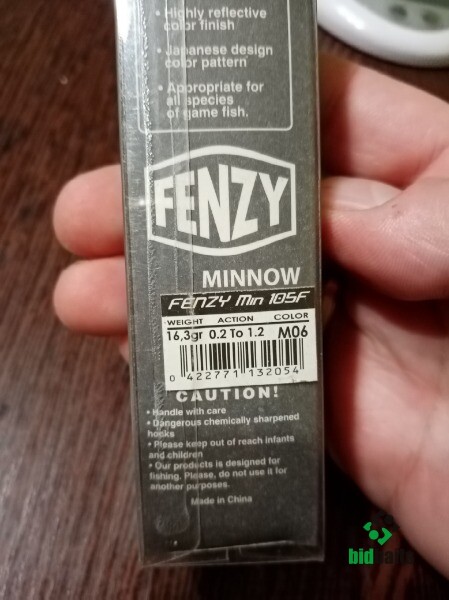 • Highly reflective
color finish
• Japanese design
color pattern
• Appropriate for
all species
of game fish.
FENZY
MINNOW
FENZY Min 105F
WEIGHT ACTION COLOR
16,3gr 0.2 To 1.2 M06
0 422771 132054
CAUTION!
• Handle with care
• Dangerous chemically sharpened
hooks
• Please keep out of reach infants
and children
• Our products is designed for
fishing. Please, do not use it for
another purposes.
Made in China